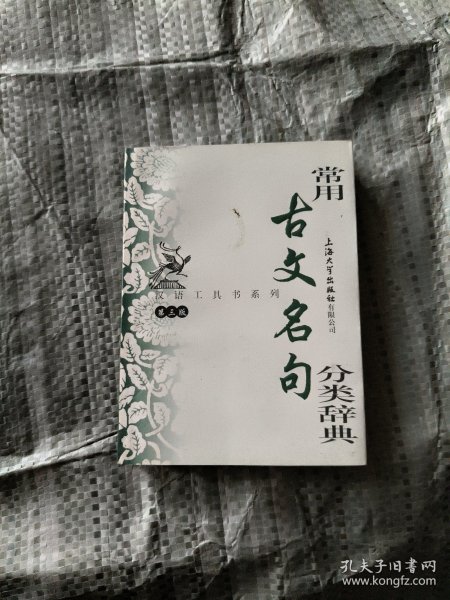 常用
古文名句
分类辞典
上海大学出版社有限公司
汉语工具书系列
第三版
孔夫子旧书网
www.kongfz.com